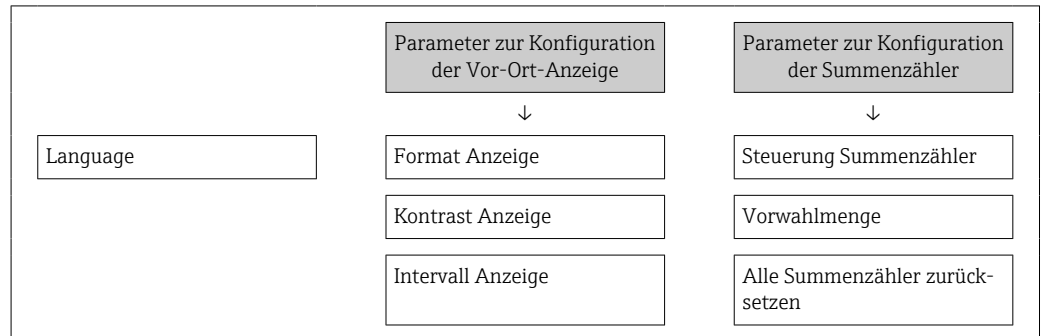 Parameter zur Konfiguration
der Vor-Ort-Anzeige
Parameter zur Konfiguration
der Summenzähler
↓
↓
Language
Format Anzeige
Steuerung Summenzähler
Kontrast Anzeige
Vorwahlmenge
Intervall Anzeige
Alle Summenzähler zurück-
setzen